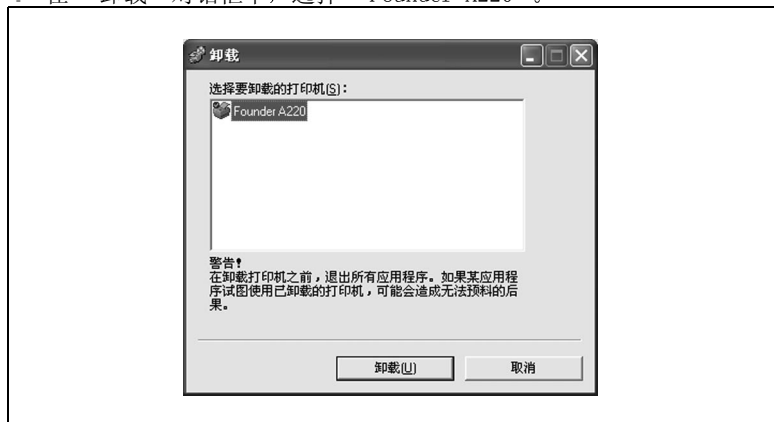 卸载
选择要卸载的打印机(S):
Founder A220
警告!
在卸载打印机之前,退出所有应用程序。如果某应用程
序试图使用已卸载的打印机,可能会造成无法预料的后
果。
卸载(U)
取消